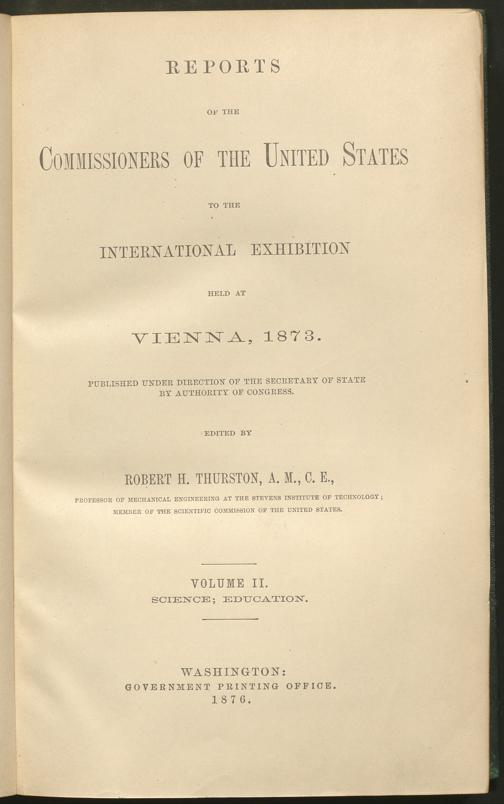 REPORTS
OF THE
COMMISSIONERS OF THE UNITED STATES
TO THE
INTERNATIONAL EXHIBITION
HELD AT
VIENNA, 1873.
PUBLISHED UNDER DIRECTION OF THE SECRETARY OF STATE
BY AUTHORITY OF CONGRESS.
EDITED BY
ROBERT H. THURSTON, A. M., C. E.,
PROFESSOR OF MECHANICAL ENGINEERING AT THE STEVENS INSTITUTE OF TECHNOLOGY;
MEMBER OF THE SCIENTIFIC COMMISSION OF THE UNITED STATES.
VOLUME II.
SCIENCE; EDUCATION.
WASHINGTON:
GOVERNMENT PRINTING OFFICE.
1876.